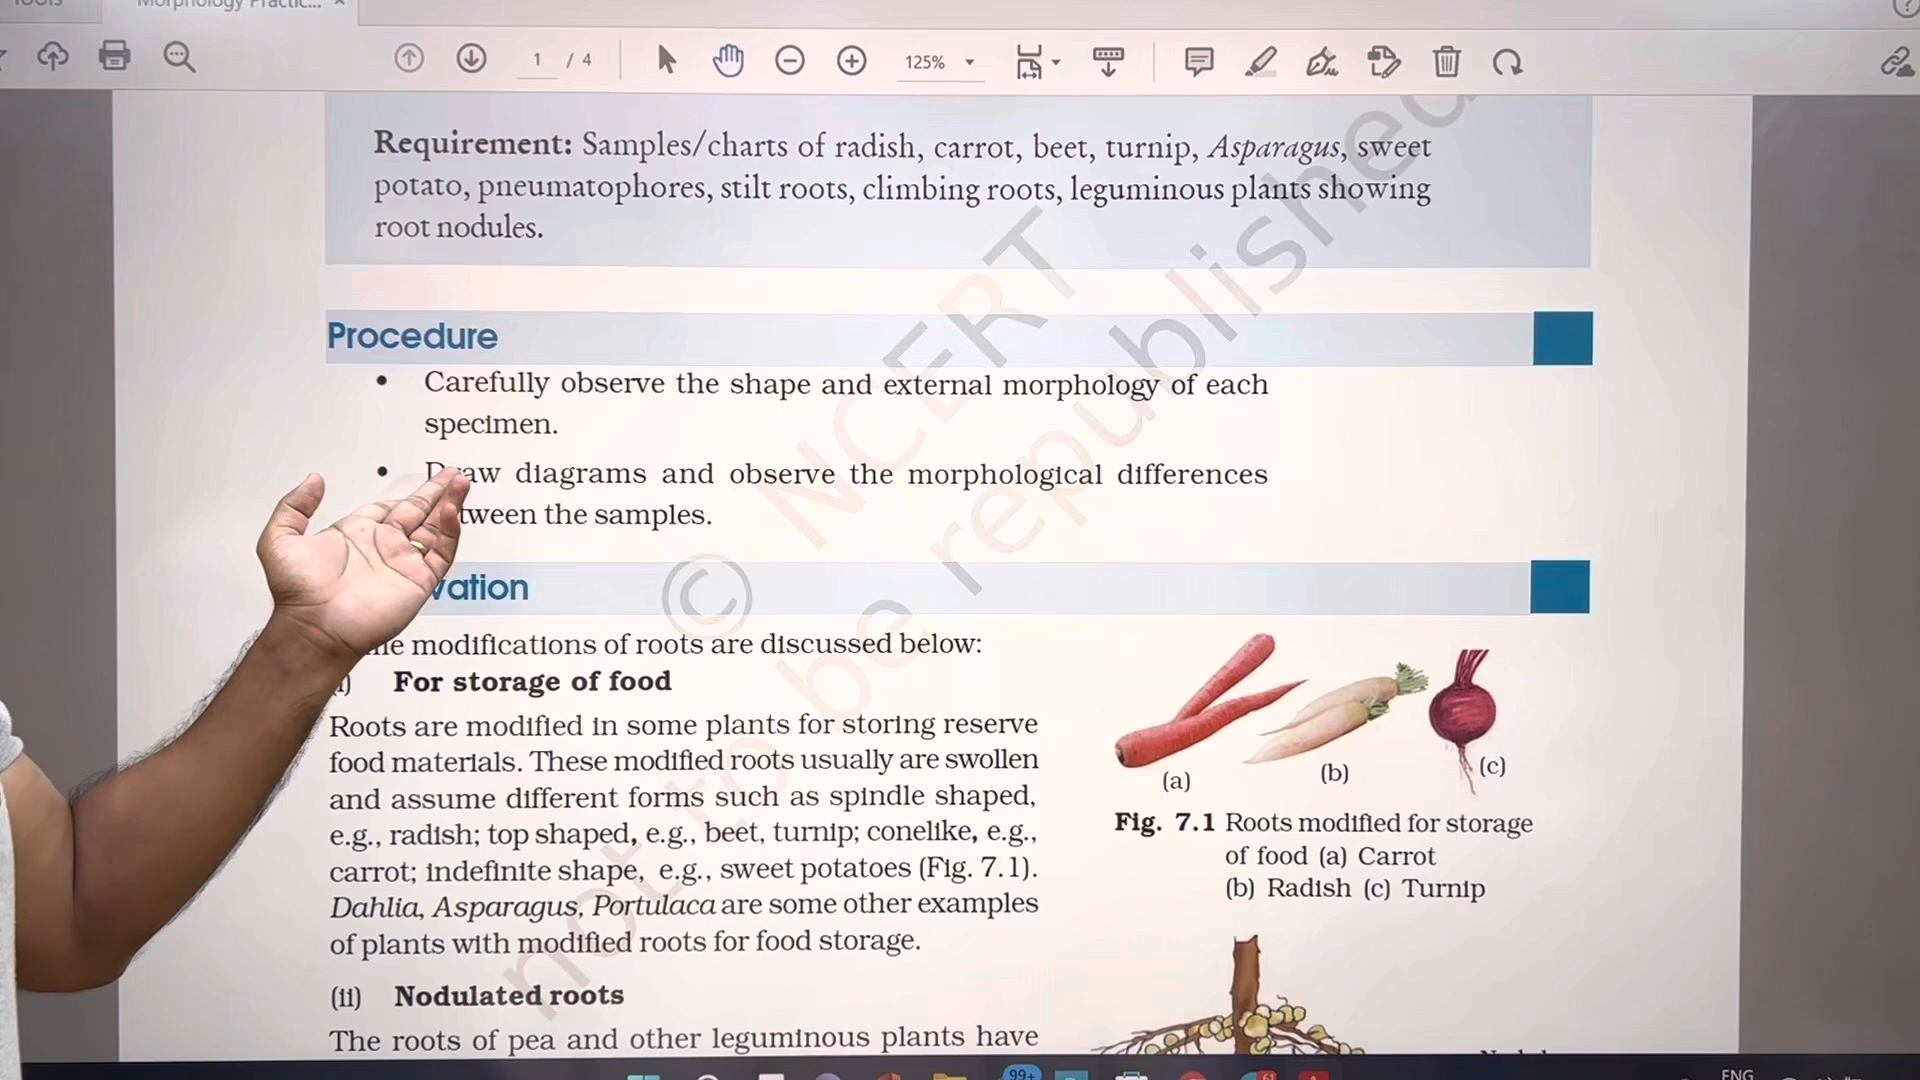 Morphology Practic... ×
1 / 4
125%
Requirement: Samples/charts of radish, carrot, beet, turnip, Asparagus, sweet
potato, pneumatophores, stilt roots, climbing roots, leguminous plants showing
root nodules.
Procedure
• Carefully observe the shape and external morphology of each
specimen.
• Draw diagrams and observe the morphological differences
tween the samples.
vation
modifications of roots are discussed below:
For storage of food
Roots are modified in some plants for storing reserve
food materials. These modified roots usually are swollen
and assume different forms such as spindle shaped,
e.g., radish; top shaped, e.g., beet, turnip; conelike, e.g.,
carrot; indefinite shape, e.g., sweet potatoes (Fig. 7.1).
Dahlia, Asparagus, Portulaca are some other examples
of plants with modified roots for food storage.
(ii) Nodulated roots
The roots of pea and other leguminous plants have
(a)
(b)
(c)
Fig. 7.1 Roots modified for storage
of food (a) Carrot
(b) Radish (c) Turnip
© NCERT
not to be republished
99+
61
ENG